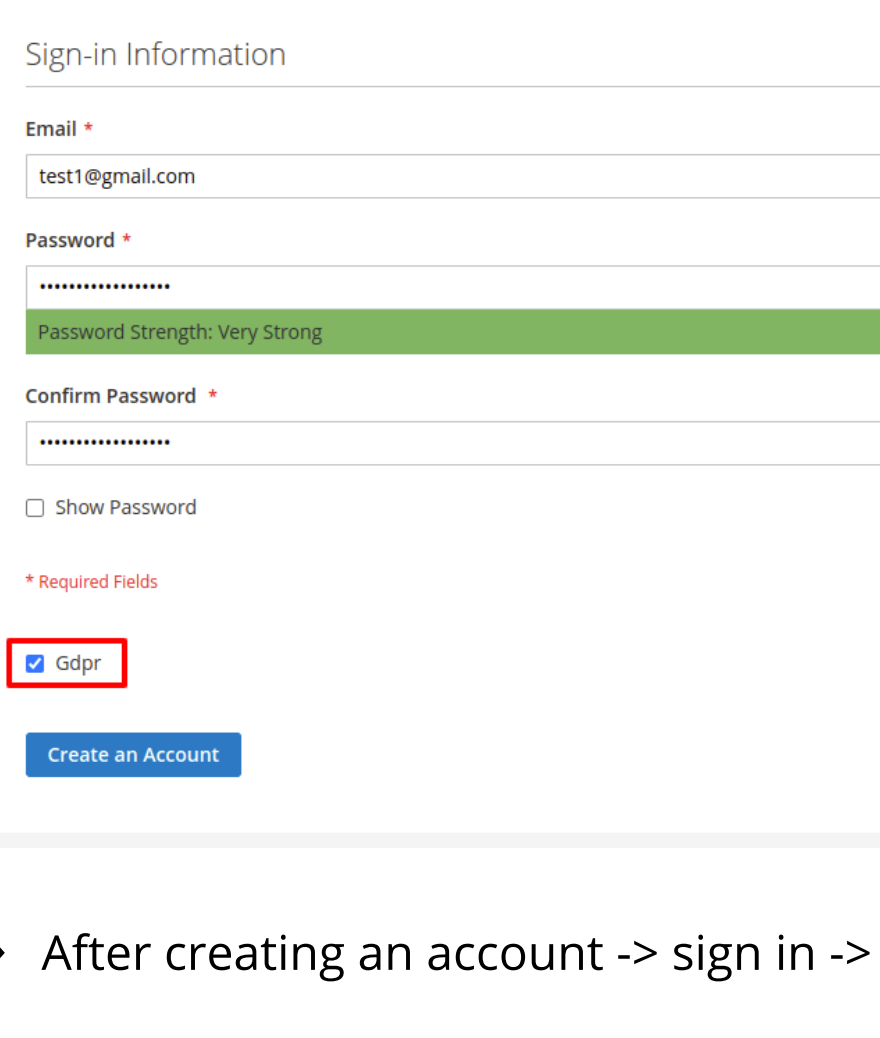 Sign-in Information
Email *
test1@gmail.com
Password *
••••••••••••••••••
Password Strength: Very Strong
Confirm Password *
••••••••••••••••••
Show Password
* Required Fields
Gdpr
Create an Account
After creating an account -> sign in ->